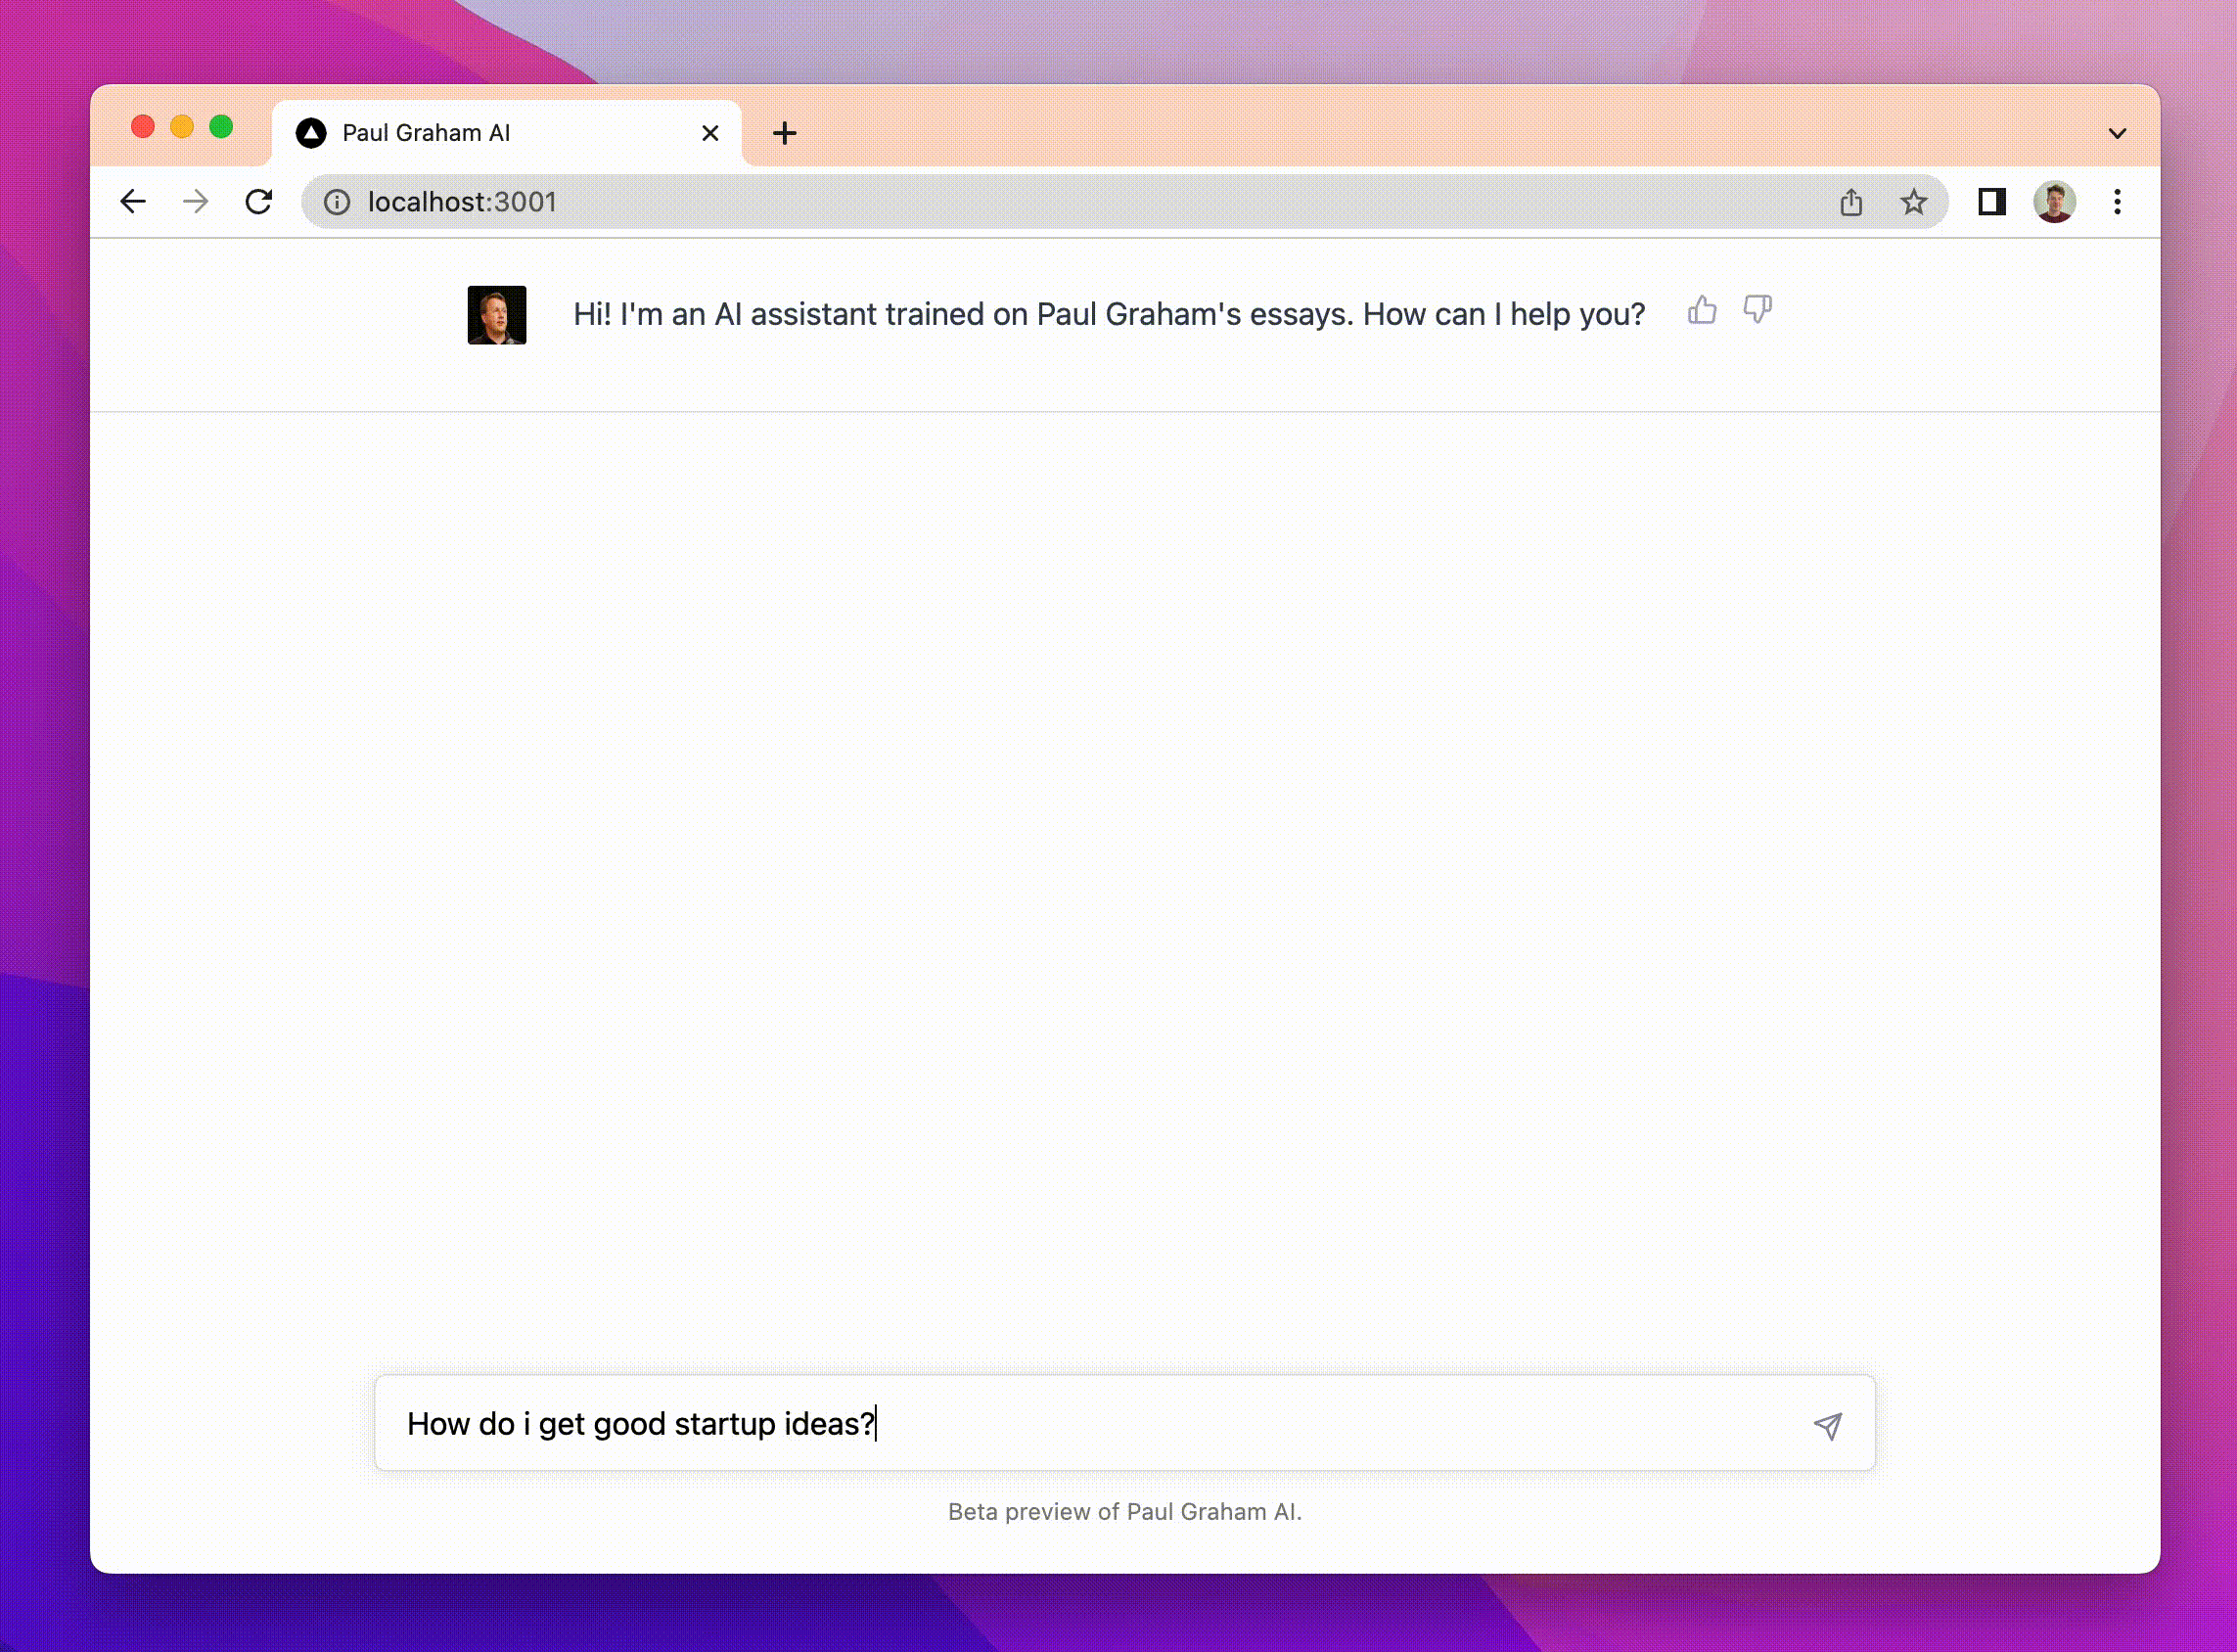 Paul Graham AI
localhost:3001
Hi! I'm an AI assistant trained on Paul Graham's essays. How can I help you?
How do i get good startup ideas?
Beta preview of Paul Graham AI.